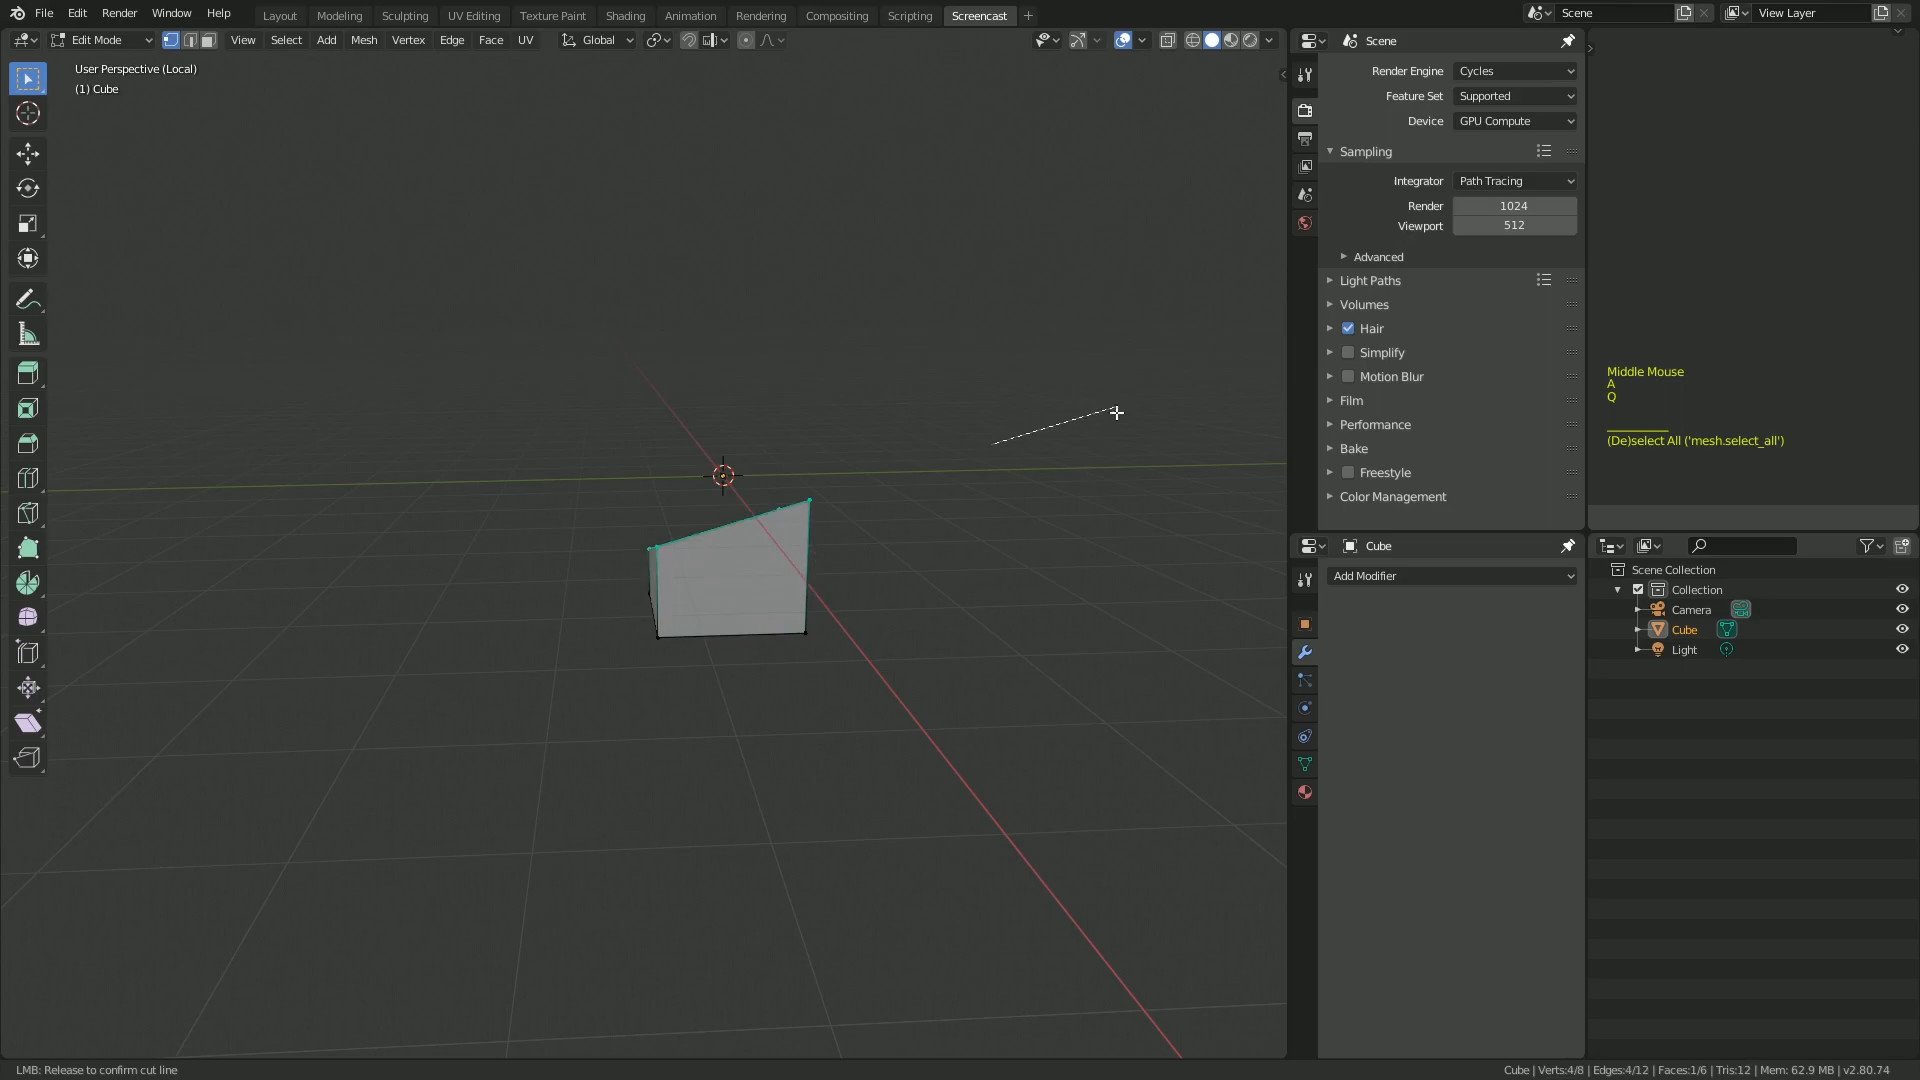 File Edit Render Window Help Layout Modeling Sculpting UV Editing Texture Paint Shading Animation Rendering Compositing Scripting Screencast Scene View Layer
Edit Mode View Select Add Mesh Vertex Edge Face UV Global
User Perspective (Local)
(1) Cube
Scene
Render Engine Cycles
Feature Set Supported
Device GPU Compute
Sampling
Integrator Path Tracing
Render 1024
Viewport 512
Advanced
Light Paths
Volumes
Hair
Simplify
Motion Blur
Film
Performance
Bake
Freestyle
Color Management
Middle Mouse
A
Q
(De)select All ('mesh.select_all')
Cube
Add Modifier
Scene Collection
Collection
Camera
Cube
Light
LMB: Release to confirm cut line
Cube | Verts:4/8 | Edges:4/12 | Faces:1/6 | Tris:12 | Mem: 62.9 MB | v2.80.74